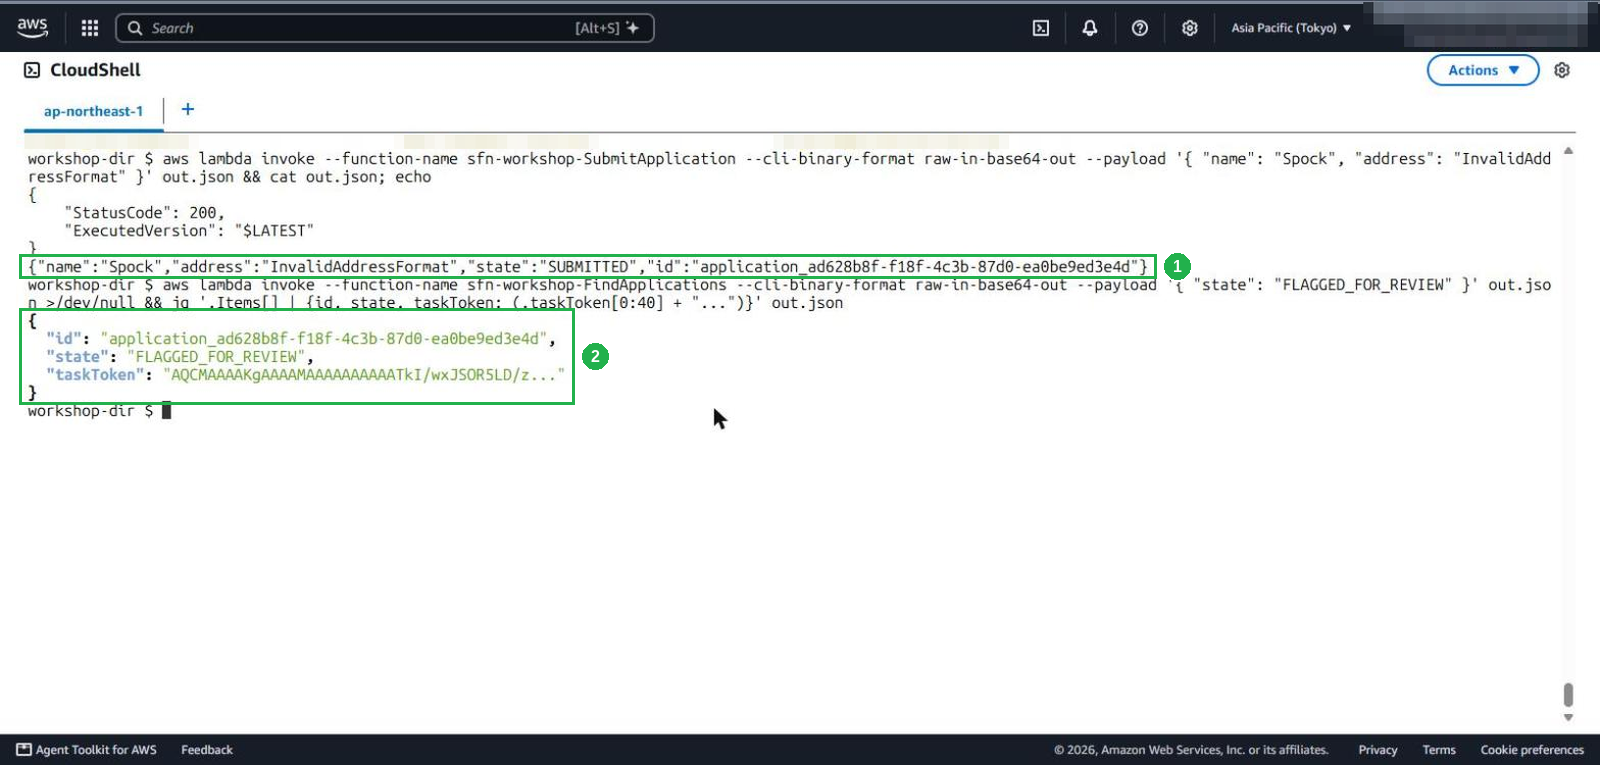 aws
Search
[Alt+S]
Asia Pacific (Tokyo)
CloudShell
Actions
ap-northeast-1
+
workshop-dir $ aws lambda invoke --function-name sfn-workshop-SubmitApplication --cli-binary-format raw-in-base64-out --payload '{ "name": "Spock", "address": "InvalidAdd
ressFormat" }' out.json && cat out.json; echo
{
    "StatusCode": 200,
    "ExecutedVersion": "$LATEST"
}
{"name":"Spock","address":"InvalidAddressFormat","state":"SUBMITTED","id":"application_ad628b8f-f18f-4c3b-87d0-ea0be9ed3e4d"}
1
workshop-dir $ aws lambda invoke --function-name sfn-workshop-FindApplications --cli-binary-format raw-in-base64-out --payload '{ "state": "FLAGGED_FOR_REVIEW" }' out.jso
n >/dev/null && jq '.Items[] | {id, state, taskToken: (.taskToken[0:40] + "...")}' out.json
{
  "id": "application_ad628b8f-f18f-4c3b-87d0-ea0be9ed3e4d",
  "state": "FLAGGED_FOR_REVIEW",
  "taskToken": "AQCMAAAAKgAAAAMAAAAAAAAAATkI/wxJSOR5LD/z..."
}
2
workshop-dir $
Agent Toolkit for AWS
Feedback
© 2026, Amazon Web Services, Inc. or its affiliates.
Privacy
Terms
Cookie preferences